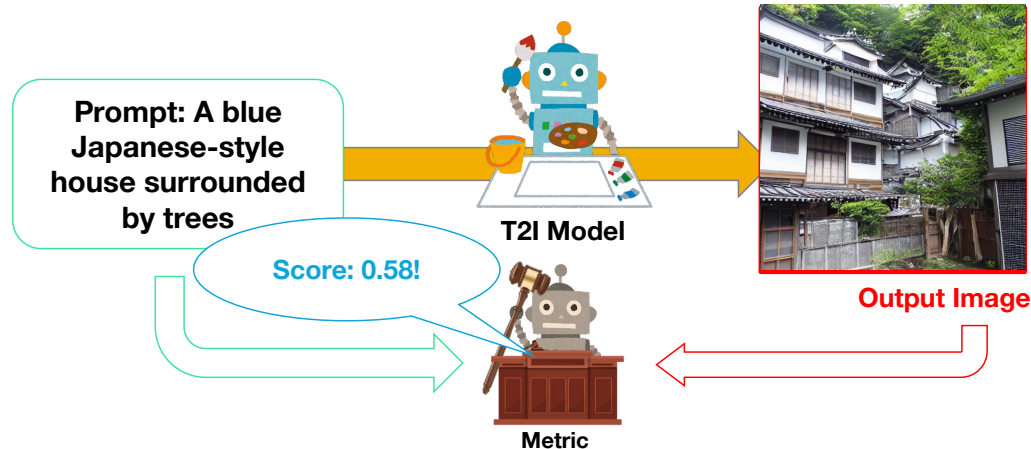 Prompt: A blue
Japanese-style
house surrounded
by trees
T2I Model
Score: 0.58!
Output Image
Metric